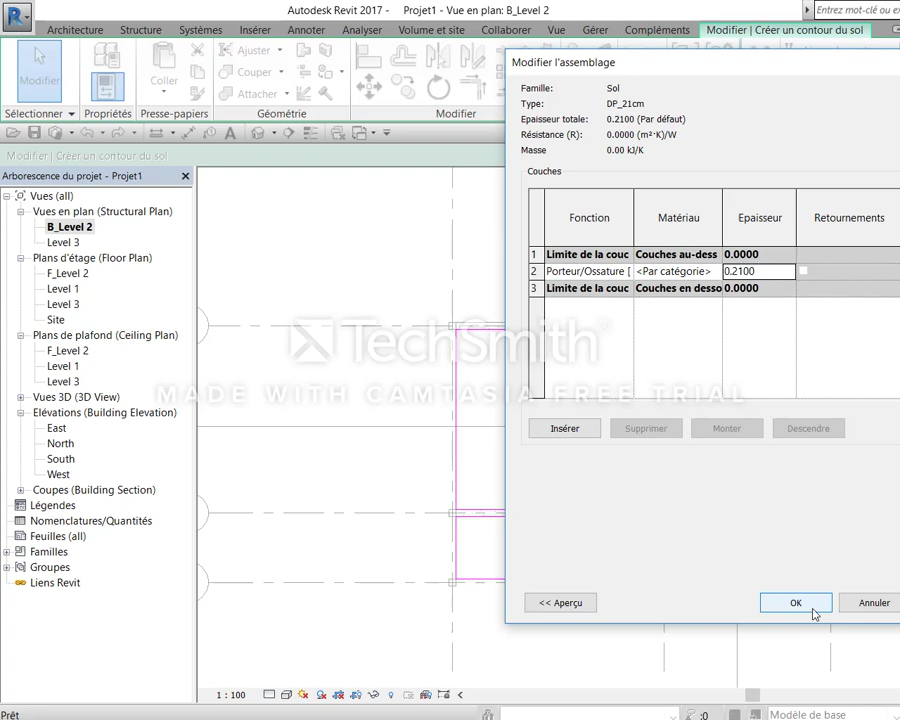 Autodesk Revit 2017 - Projet1 - Vue en plan: B_Level 2
Entrez mot-clé ou
Architecture Structure Systèmes Insérer Annoter Analyser Volume et site Collaborer Vue Gérer Compléments Modifier | Créer un contour du sol
Modifier
Coller
Ajuster
Couper
Attacher
Sélectionner Propriétés Presse-papiers Géométrie Modifier
Modifier | Créer un contour du sol
Arborescence du projet - Projet1
Vues (all)
Vues en plan (Structural Plan)
B_Level 2
Level 3
Plans d'étage (Floor Plan)
F_Level 2
Level 1
Level 3
Site
Plans de plafond (Ceiling Plan)
F_Level 2
Level 1
Level 3
Vues 3D (3D View)
Elévations (Building Elevation)
East
North
South
West
Coupes (Building Section)
Légendes
Nomenclatures/Quantités
Feuilles (all)
Familles
Groupes
Liens Revit
Modifier l'assemblage
Famille: Sol
Type: DP_21cm
Epaisseur totale: 0.2100 (Par défaut)
Résistance (R): 0.0000 (m²·K)/W
Masse 0.00 kJ/K
Couches
Fonction Matériau Epaisseur Retournements
1 Limite de la couc Couches au-dess 0.0000
2 Porteur/Ossature [ <Par catégorie> 0.2100
3 Limite de la couc Couches en desso 0.0000
Insérer Supprimer Monter Descendre
<< Aperçu OK Annuler
TechSmith®
MADE WITH CAMTASIA FREE TRIAL
1 : 100
Prêt
:0
Modèle de base